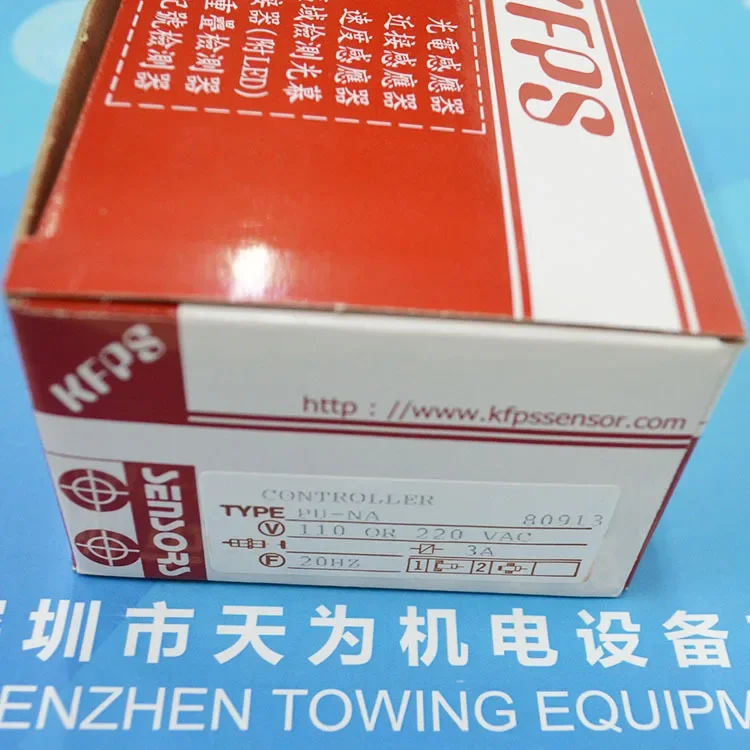 KFPS
光電感應器
近接感應器
速度感應器
區域檢測光幕
器(附LED)
重量檢測器
記號檢測器
KFPS
http : //www.kfpssensor.com
SENSORS
CONTROLLER
TYPE PU-NA 80913
V 110 OR 220 VAC
3A
F 20HZ 1 2
圳市天为机电设备
ENZHEN TOWING EQUIPM